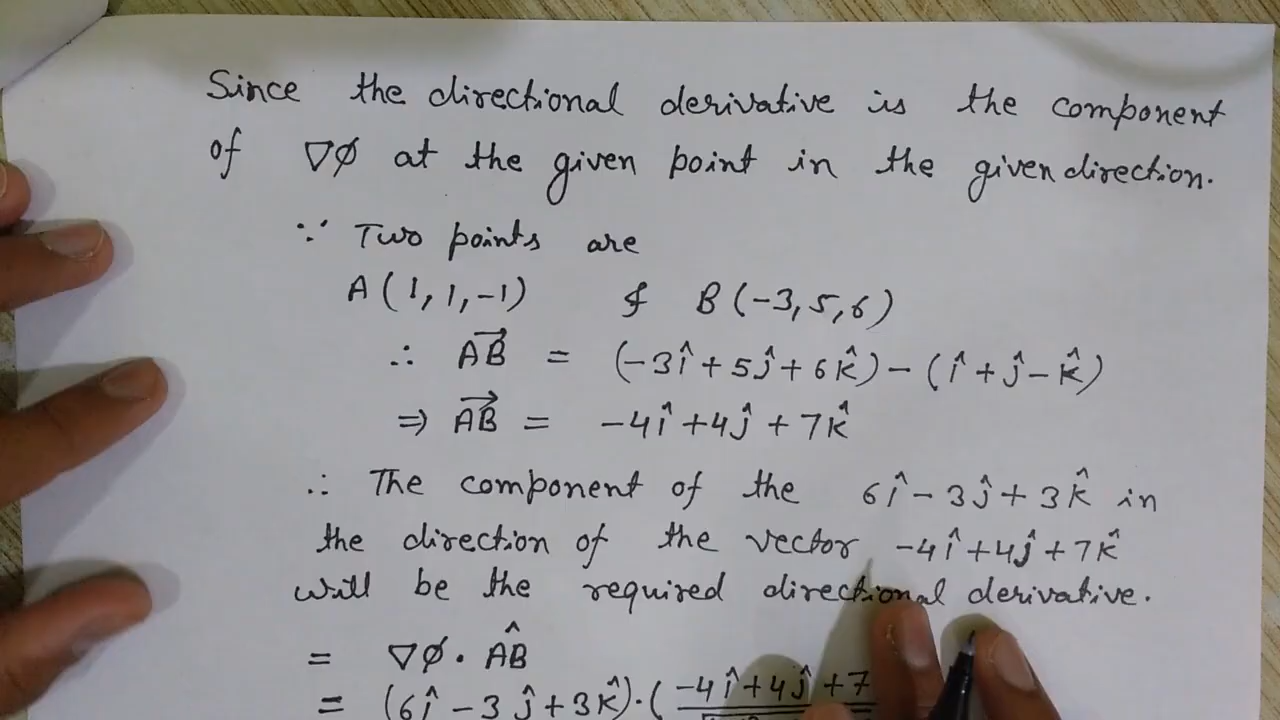 Since the directional derivative is the component
of ∇φ at the given point in the given direction.
∵ Two points are
A(1,1,-1) & B(-3,5,6)
∴ A⃗B⃗ = (-3î+5ĵ+6k̂)-(î+ĵ-k̂)
⇒ A⃗B⃗ = -4î+4ĵ+7k̂
∴ The component of the 6î-3ĵ+3k̂ in
the direction of the vector -4î+4ĵ+7k̂
will be the required directional derivative.
= ∇φ·AB̂
= (6î-3ĵ+3k̂)·(-4î+4ĵ+7